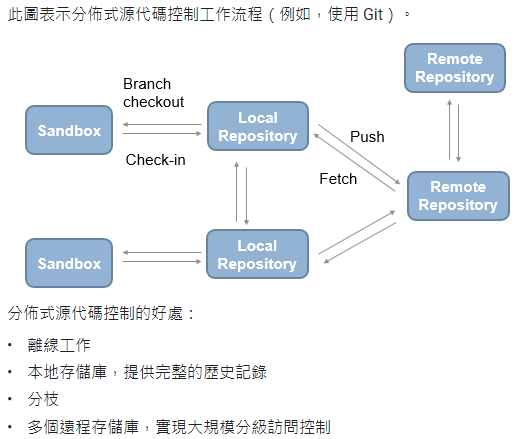 此圖表示分佈式源代碼控制工作流程（例如，使用 Git）。
Remote
Repository
Branch
checkout
Sandbox
Local
Repository
Push
Check-in
Fetch
Remote
Repository
Sandbox
Local
Repository
分佈式源代碼控制的好處：
• 離線工作
• 本地存儲庫，提供完整的歷史記錄
• 分枝
• 多個遠程存儲庫，實現大規模分級訪問控制